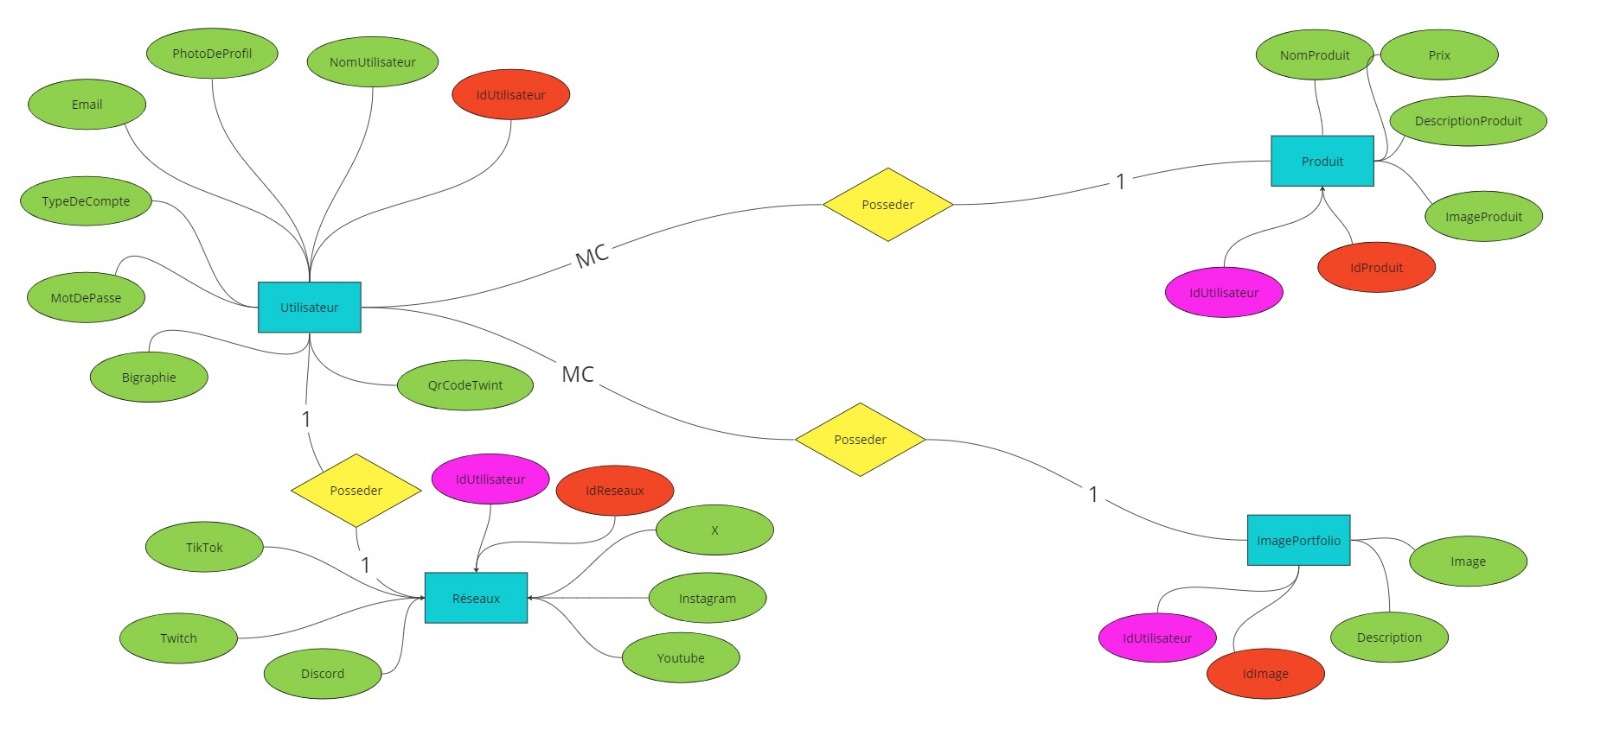 PhotoDeProfil
NomUtilisateur
IdUtilisateur
Email
TypeDeCompte
MotDePasse
Utilisateur
Bigraphie
QrCodeTwint
MC
Posseder
1
NomProduit
Prix
DescriptionProduit
Produit
ImageProduit
IdProduit
IdUtilisateur
MC
Posseder
1
ImagePortfolio
Image
Description
IdUtilisateur
IdImage
1
Posseder
1
IdUtilisateur
IdReseaux
X
TikTok
Réseaux
Instagram
Twitch
Youtube
Discord